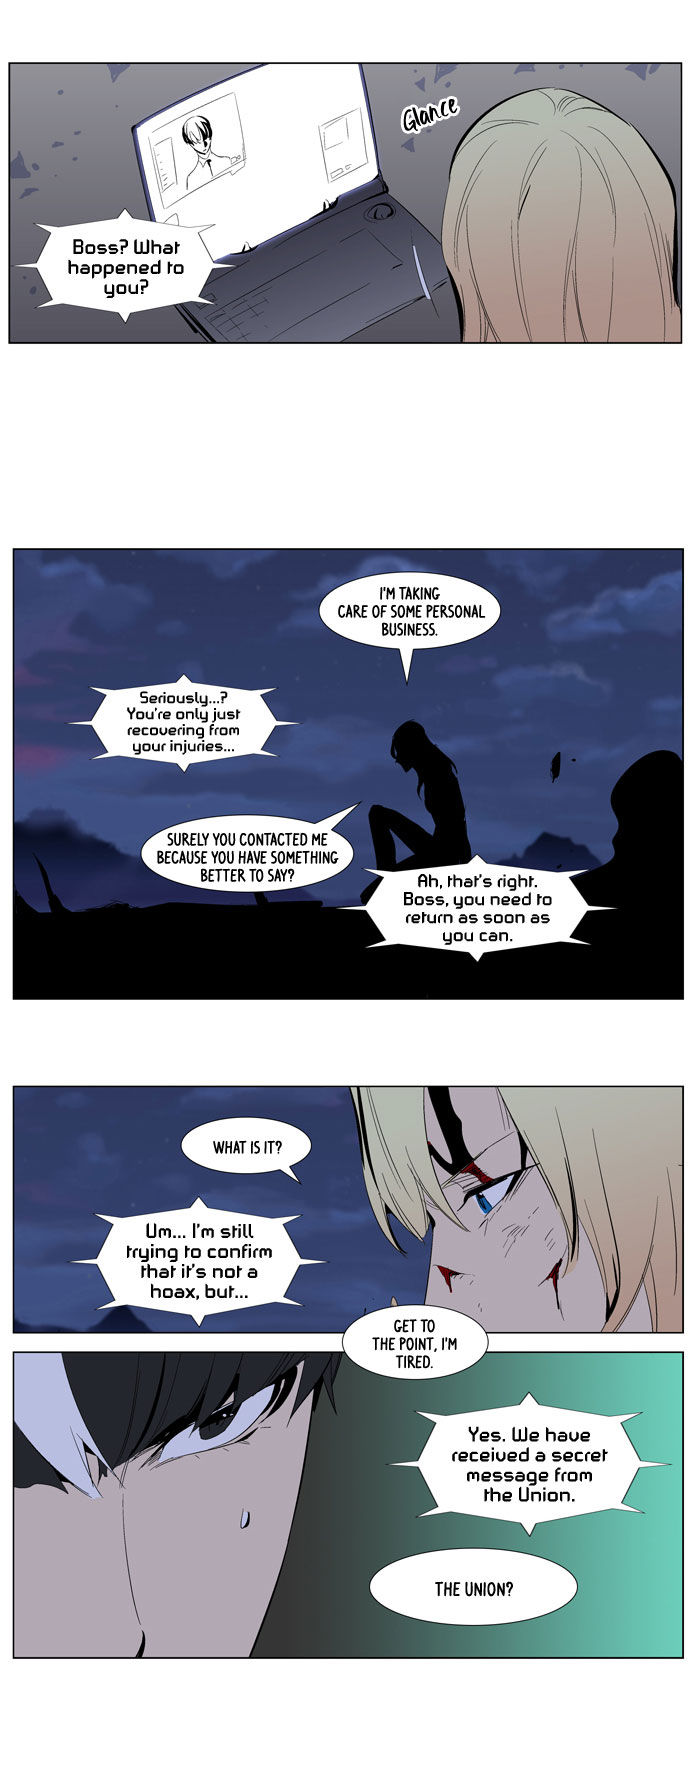 Glance
Boss? What
happened to
you?
I'M TAKING
CARE OF SOME PERSONAL
BUSINESS.
Seriously...?
You're only just
recovering from
your injuries...
SURELY YOU CONTACTED ME
BECAUSE YOU HAVE SOMETHING
BETTER TO SAY?
Ah, that's right.
Boss, you need to
return as soon as
you can.
WHAT IS IT?
Um... I'm still
trying to confirm
that it's not a
hoax, but...
GET TO
THE POINT, I'M
TIRED.
Yes. We have
received a secret
message from
the Union.
THE UNION?